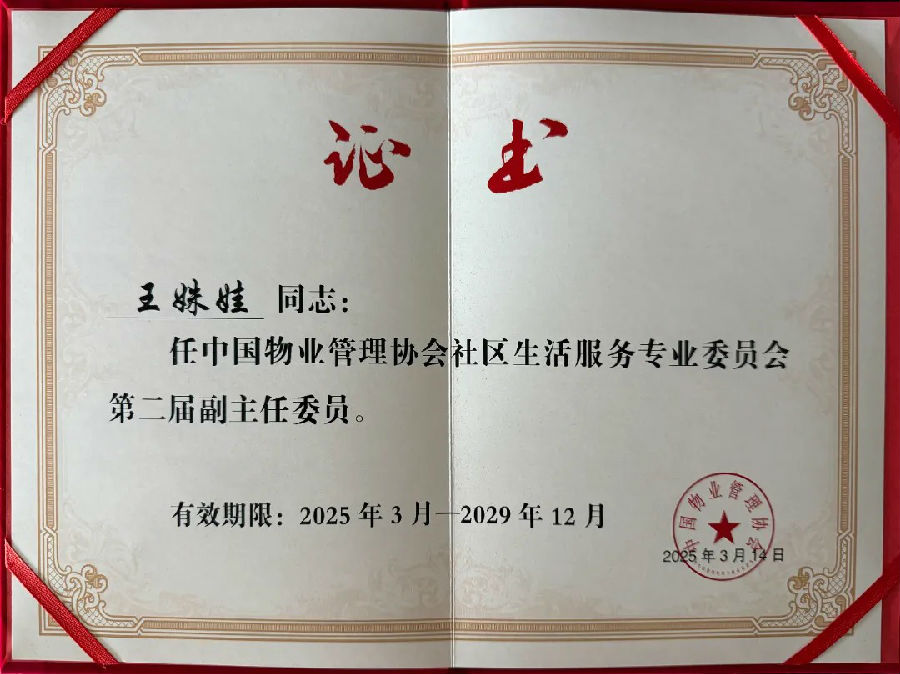 证书
王姝娃 同志：
任中国物业管理协会社区生活服务专业委员会
第二届副主任委员。
有效期限：2025年3月—2029年12月
中国物业管理协会
2025年3月14日